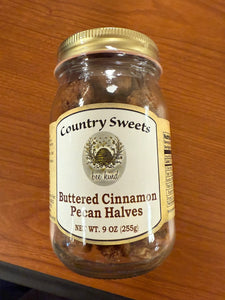 Country Sweets
bee kind
Buttered Cinnamon
Pecan Halves
NET WT. 9 OZ (255g)